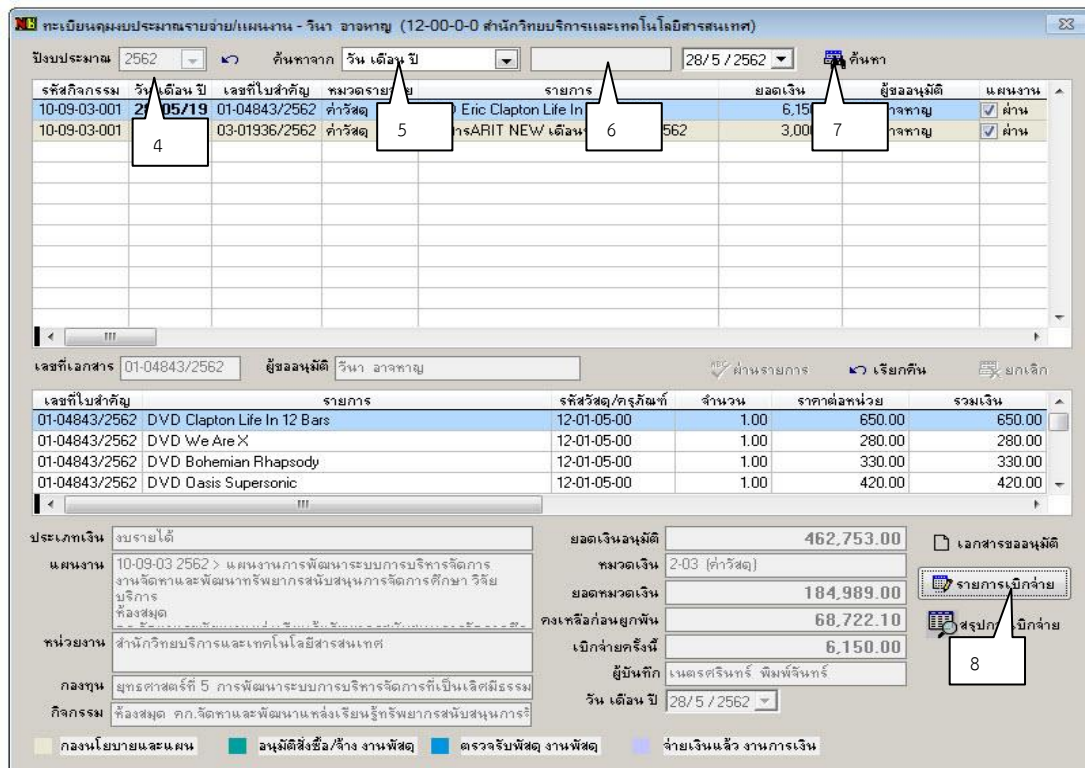 ทะเบียนคุมงบประมาณรายจ่าย/แผนงาน - วีนา อาจหาญ (12-00-0-0 สำนักวิทยบริการและเทคโนโลยีสารสนเทศ)
ปีงบประมาณ 2562 ค้นหาจาก วัน เดือน ปี 28/ 5 / 2562 ค้นหา
รหัสกิจกรรม วัน เดือน ปี เลขที่ใบสำคัญ หมวดรายจ่าย รายการ ยอดเงิน ผู้ขออนุมัติ แผนงาน
10-09-03-001 05/19 01-04843/2562 ค่าวัสดุ Eric Clapton Life In ผ่าน
10-09-03-001 03-01936/2562 ค่าวัสดุ ARIT NEW ผ่าน
4 5 6 7
เลขที่เอกสาร 01-04843/2562 ผู้ขออนุมัติ วีนา อาจหาญ ผ่านรายการ เรียกคืน ยกเลิก
เลขที่ใบสำคัญ รายการ รหัสวัสดุ/ครุภัณฑ์ จำนวน ราคาต่อหน่วย รวมเงิน
01-04843/2562 DVD Clapton Life In 12 Bars 12-01-05-00 1.00 650.00 650.00
01-04843/2562 DVD We Are X 12-01-05-00 1.00 280.00 280.00
01-04843/2562 DVD Bohemian Rhapsody 12-01-05-00 1.00 330.00 330.00
01-04843/2562 DVD Oasis Supersonic 12-01-05-00 1.00 420.00 420.00
ประเภทเงิน งบรายได้ ยอดเงินอนุมัติ 462,753.00 เอกสารขออนุมัติ
แผนงาน 10-09-03 2562 > แผนงานการพัฒนาระบบการบริหารจัดการ หมวดเงิน 2-03 (ค่าวัสดุ)
งานจัดหาและพัฒนาทรัพยากรสนับสนุนการจัดการศึกษา วิจัย รายการเบิกจ่าย
บริการ ยอดหมวดเงิน 184,989.00
ห้องสมุด คงเหลือก่อนผูกพัน 68,722.10
หน่วยงาน สำนักวิทยบริการและเทคโนโลยีสารสนเทศ เบิกจ่ายครั้งนี้ 6,150.00 เบิกจ่าย
ผู้บันทึก เนตรศรินทร์ พิมพ์จันทร์ 8
กองทุน ยุทธศาสตร์ที่ 5 การพัฒนาระบบการบริหารจัดการที่เป็นเลิศมีธรรม
วัน เดือน ปี 28/ 5 / 2562
กิจกรรม ห้องสมุด คก.จัดหาและพัฒนาแหล่งเรียนรู้ทรัพยากรสนับสนุนการจั
กองนโยบายและแผน อนุมัติสั่งซื้อ/จ้าง งานพัสดุ ตรวจรับพัสดุ งานพัสดุ จ่ายเงินแล้ว งานการเงิน